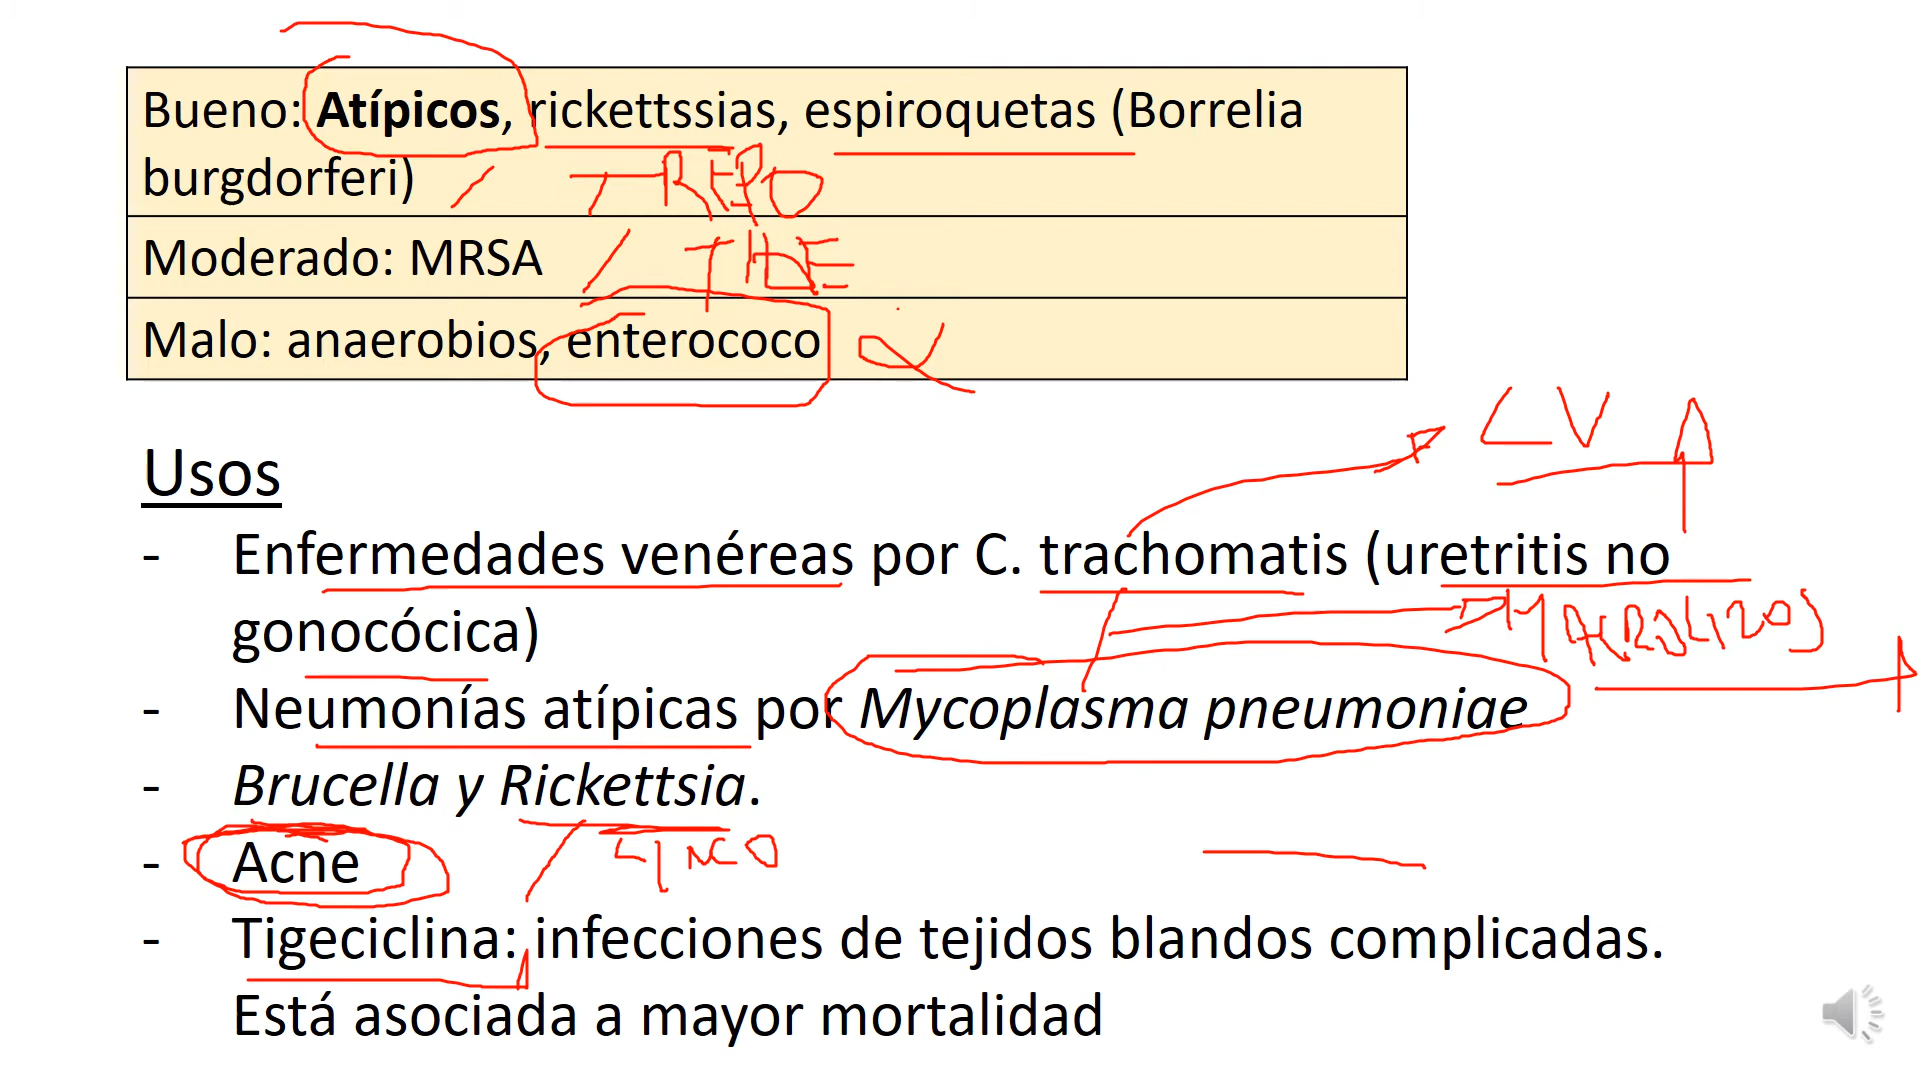 Bueno: Atípicos, rickettssias, espiroquetas (Borrelia
burgdorferi)
TREPO
Moderado: MRSA
Malo: anaerobios, enterococo
Usos
- Enfermedades venéreas por C. trachomatis (uretritis no
gonocócica)
- Neumonías atípicas por Mycoplasma pneumoniae
- Brucella y Rickettsia.
- Acne
- Tigeciclina: infecciones de tejidos blandos complicadas.
Está asociada a mayor mortalidad